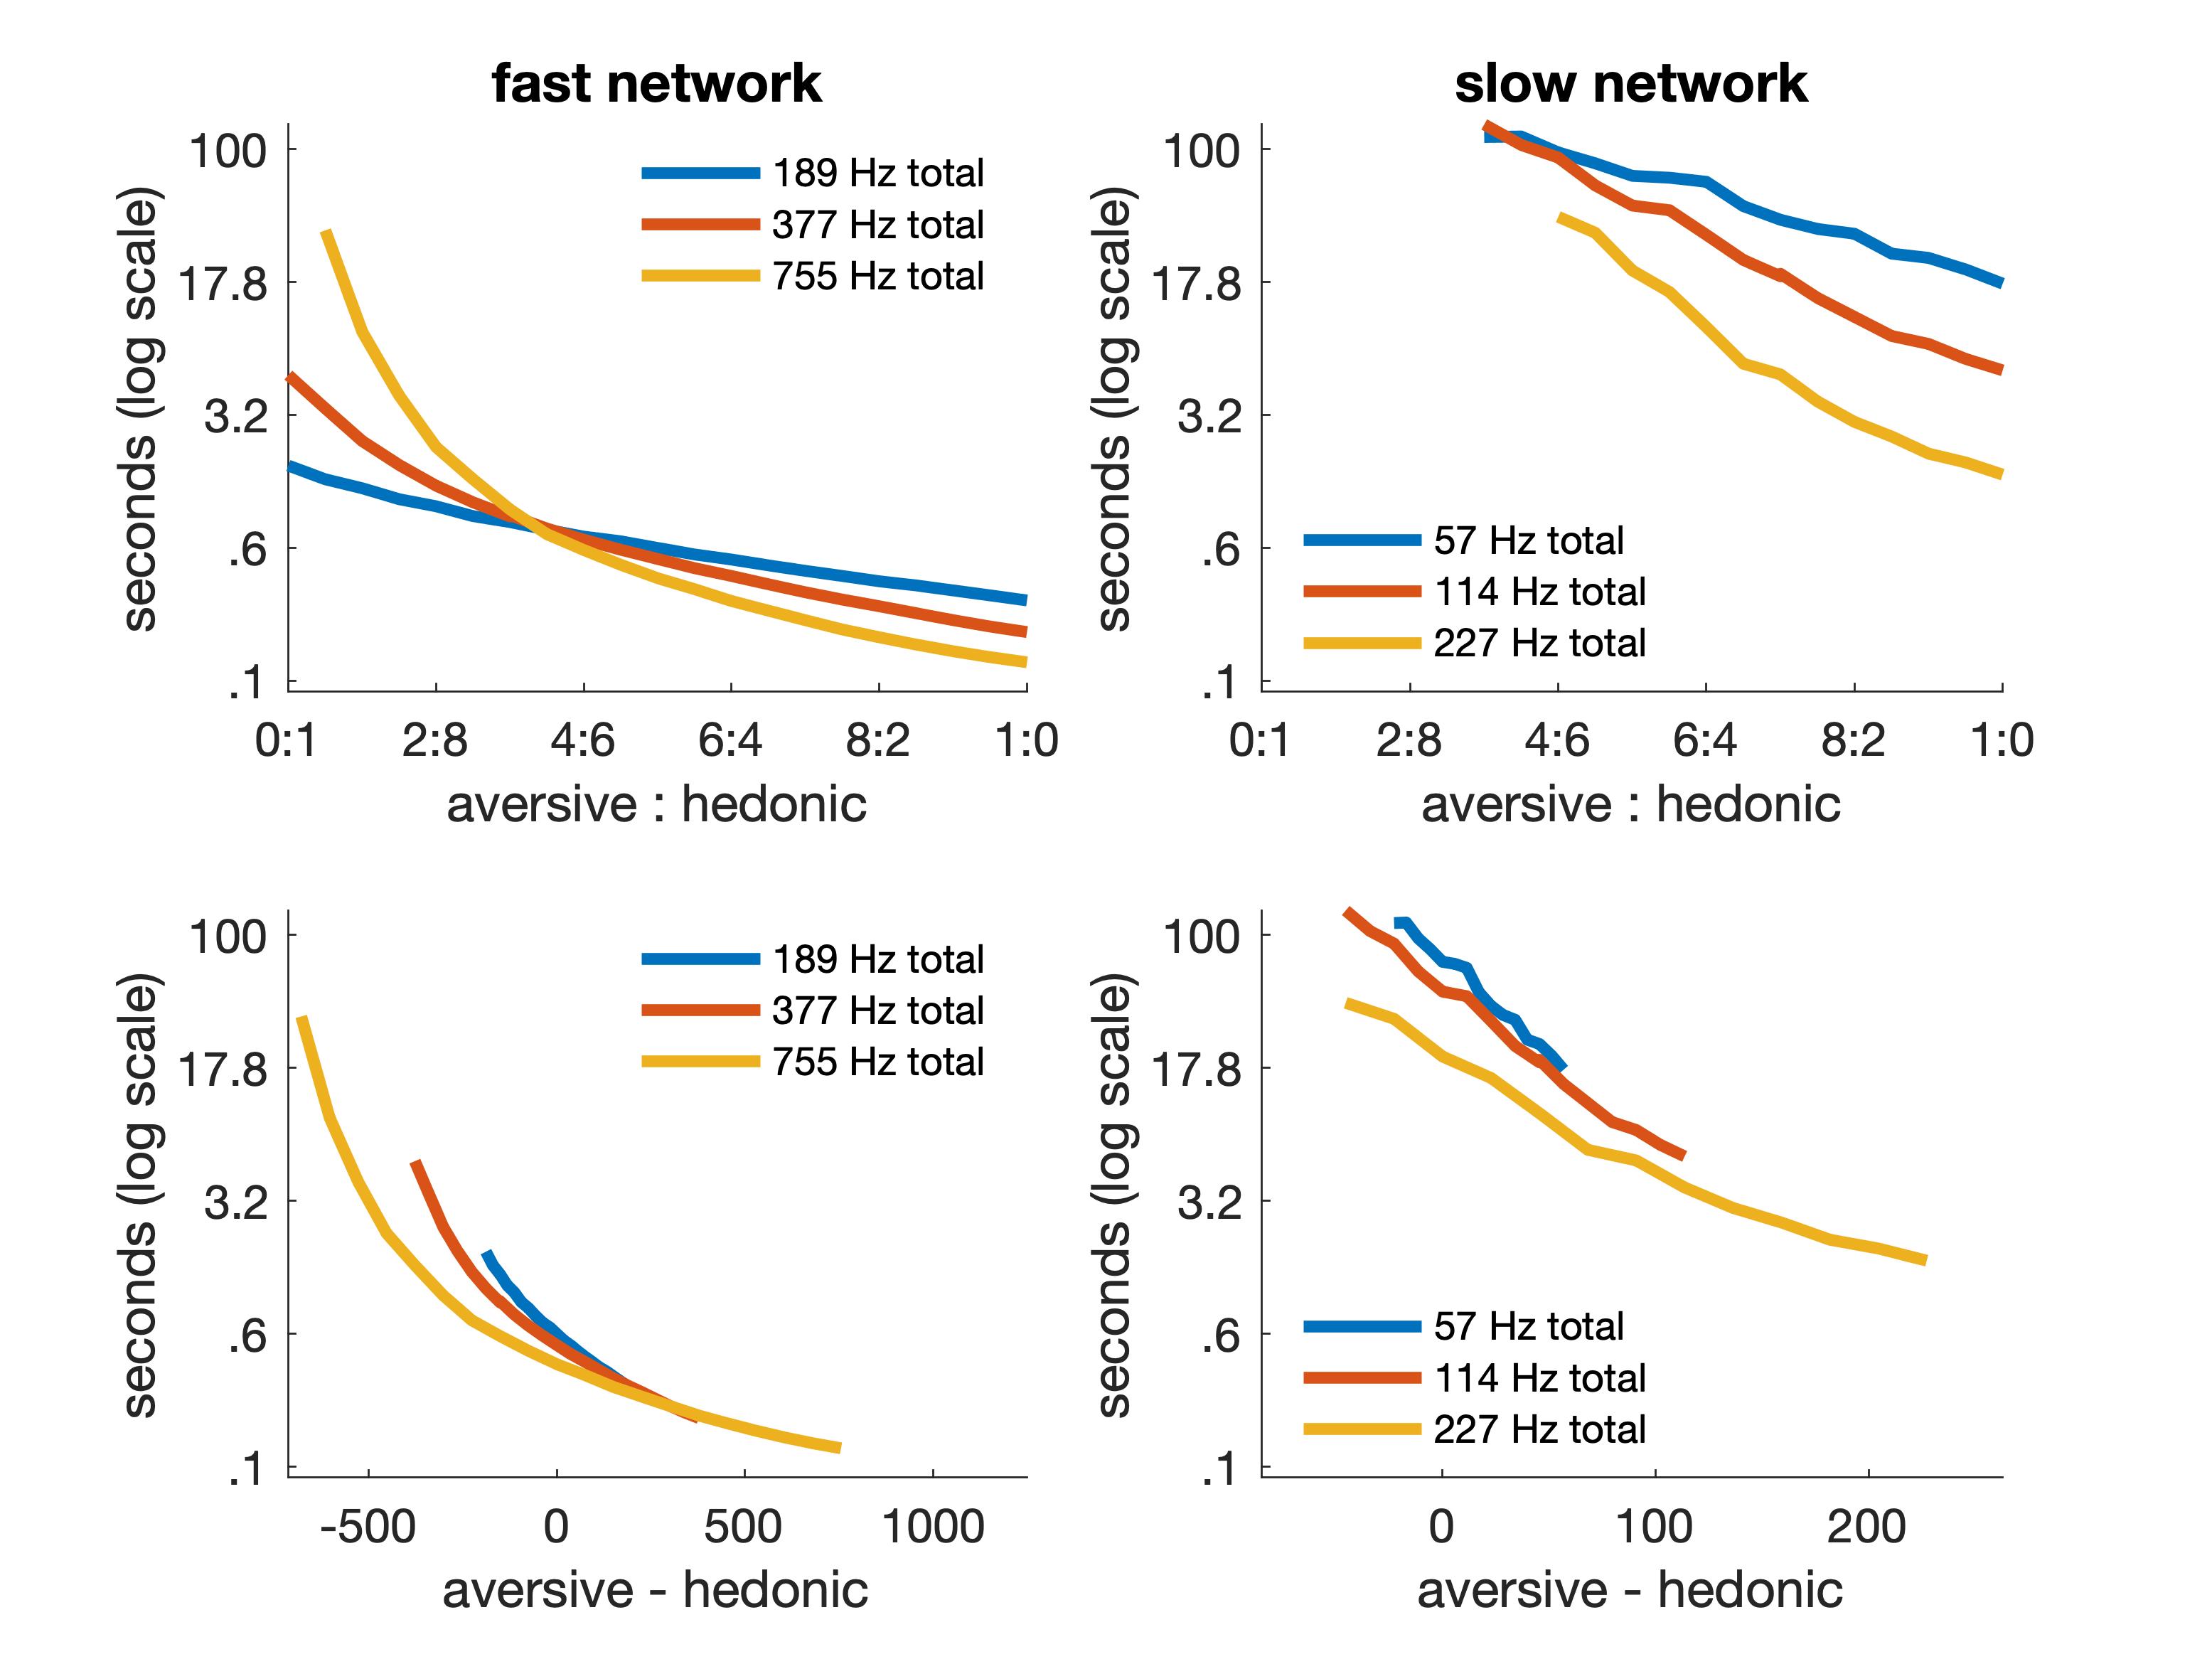 fast network
seconds (log scale)
100
17.8
3.2
.6
.1
189 Hz total
377 Hz total
755 Hz total
0:1 2:8 4:6 6:4 8:2 1:0
aversive : hedonic
slow network
seconds (log scale)
100
17.8
3.2
.6
.1
57 Hz total
114 Hz total
227 Hz total
0:1 2:8 4:6 6:4 8:2 1:0
aversive : hedonic
seconds (log scale)
100
17.8
3.2
.6
.1
189 Hz total
377 Hz total
755 Hz total
-500 0 500 1000
aversive - hedonic
seconds (log scale)
100
17.8
3.2
.6
.1
57 Hz total
114 Hz total
227 Hz total
0 100 200
aversive - hedonic